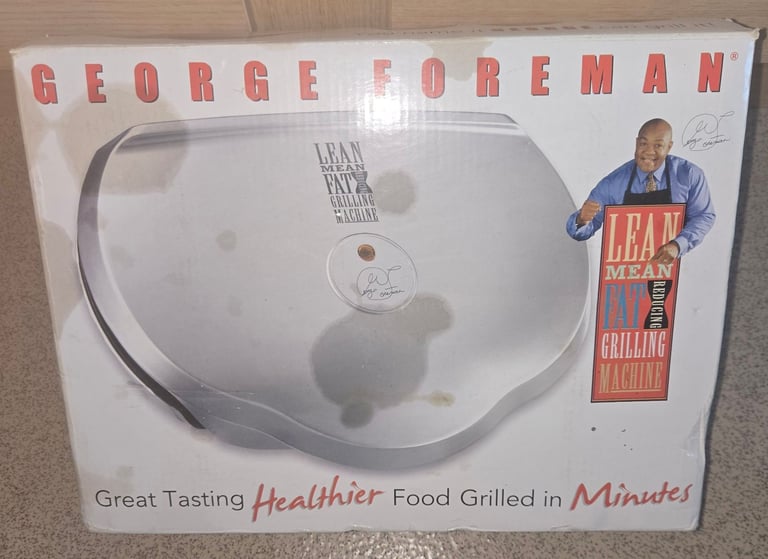 GEORGE FOREMAN®
LEAN
MEAN
FAT
GRILLING
MACHINE
LEAN
MEAN
FAT REDUCING
GRILLING
MACHINE
Great Tasting Healthier Food Grilled in Minutes